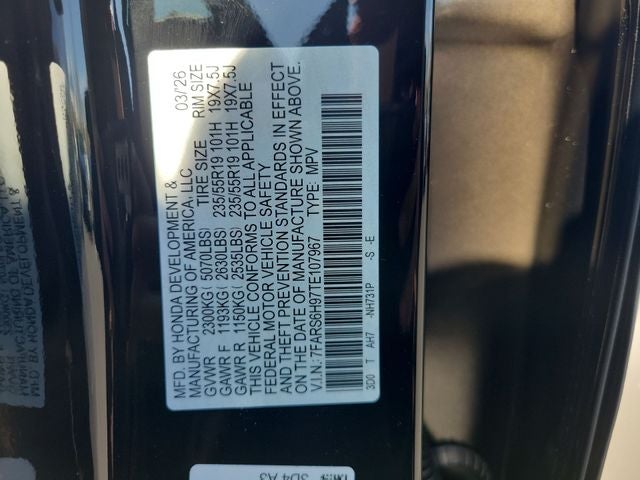 MFD. BY HONDA DEVELOPMENT & 03/26
MANUFACTURING OF AMERICA, LLC
GVWR 2300KG( 5070LBS) TIRE SIZE RIM SIZE
GAWR F 1193KG( 2630LBS) 235/55R19 101H 19X7.5J
GAWR R 1150KG( 2535LBS) 235/55R19 101H 19X7.5J
THIS VEHICLE CONFORMS TO ALL APPLICABLE
FEDERAL MOTOR VEHICLE SAFETY
AND THEFT PREVENTION STANDARDS IN EFFECT
ON THE DATE OF MANUFACTURE SHOWN ABOVE.
V.I.N.: 7FARS6H97TE107967 TYPE: MPV
3D0 T AH7 -NH731P -S -E
3D4 A3